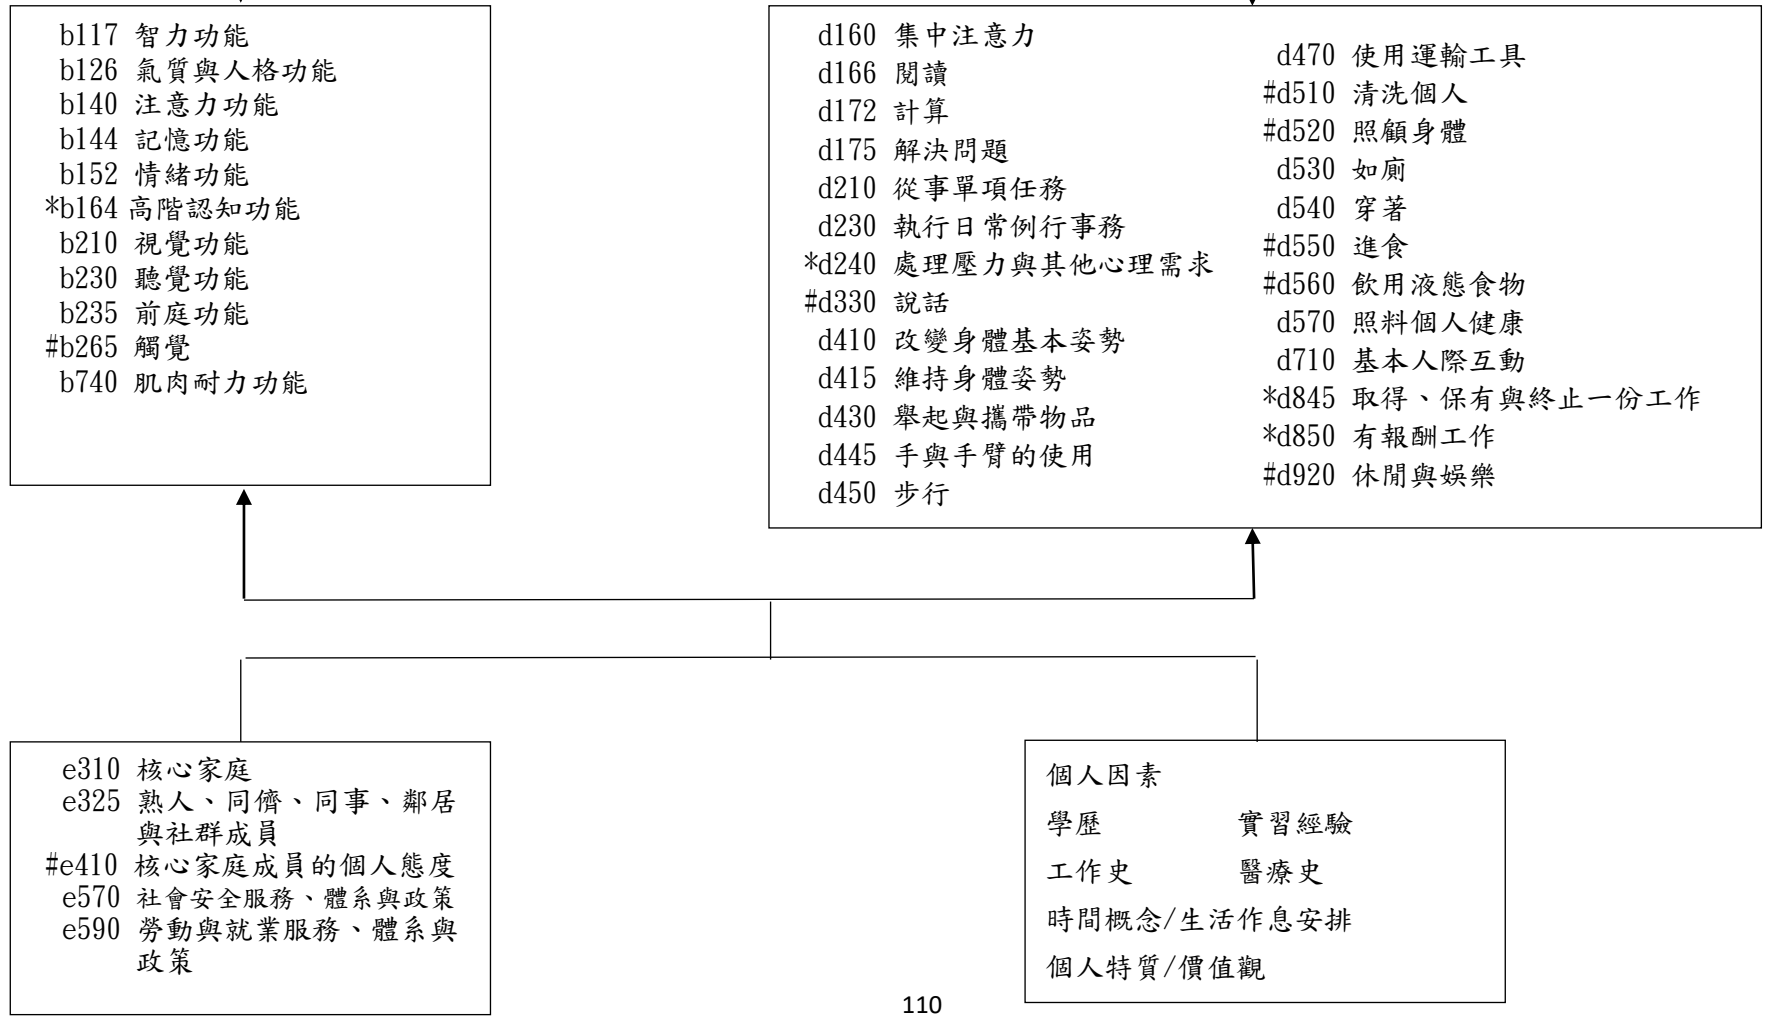 b117 智力功能
b126 氣質與人格功能
b140 注意力功能
b144 記憶功能
b152 情緒功能
*b164 高階認知功能
b210 視覺功能
b230 聽覺功能
b235 前庭功能
#b265 觸覺
b740 肌肉耐力功能
d160 集中注意力
d166 閱讀
d172 計算
d175 解決問題
d210 從事單項任務
d230 執行日常例行事務
*d240 處理壓力與其他心理需求
#d330 說話
d410 改變身體基本姿勢
d415 維持身體姿勢
d430 舉起與攜帶物品
d445 手與手臂的使用
d450 步行
d470 使用運輸工具
#d510 清洗個人
#d520 照顧身體
d530 如廁
d540 穿著
#d550 進食
#d560 飲用液態食物
d570 照料個人健康
d710 基本人際互動
*d845 取得、保有與終止一份工作
*d850 有報酬工作
#d920 休閒與娛樂
e310 核心家庭
e325 熟人、同儕、同事、鄰居
與社群成員
#e410 核心家庭成員的個人態度
e570 社會安全服務、體系與政策
e590 勞動與就業服務、體系與
政策
個人因素
學歷 實習經驗
工作史 醫療史
時間概念/生活作息安排
個人特質/價值觀
110